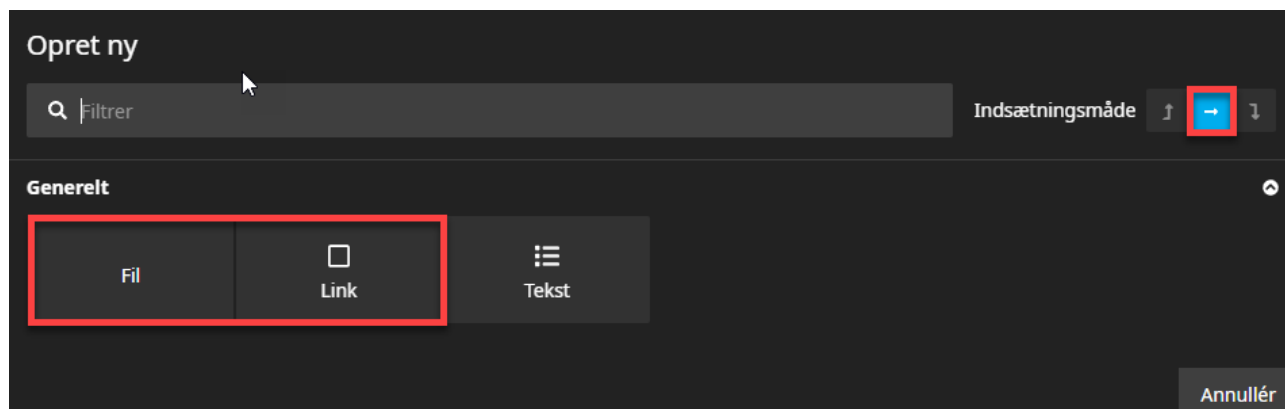 Opret ny
Filtrer
Indsætningsmåde
Generelt
Fil
Link
Tekst
Annullér